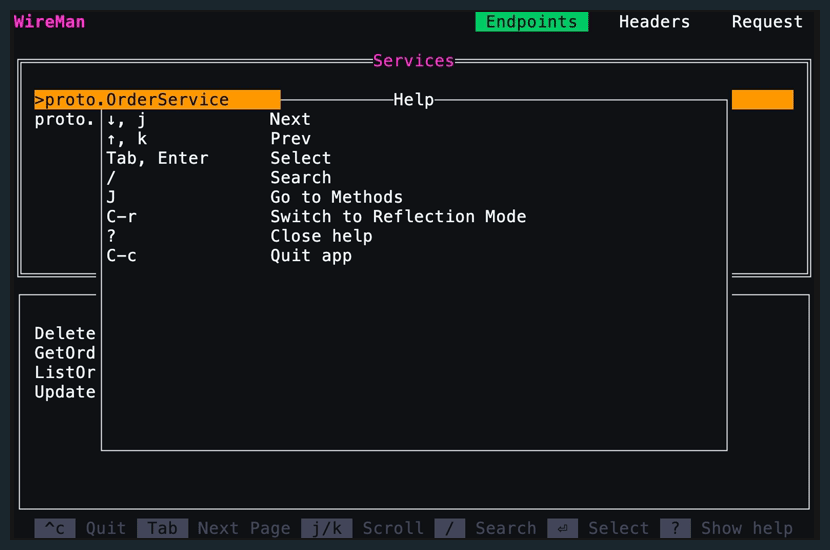 WireMan Endpoints Headers Request
Services
>proto.OrderService Help
proto. ↓, j Next
↑, k Prev
Tab, Enter Select
/ Search
J Go to Methods
C-r Switch to Reflection Mode
? Close help
C-c Quit app
Delete
GetOrd
ListOr
Update
^c Quit Tab Next Page j/k Scroll / Search ⏎ Select ? Show help